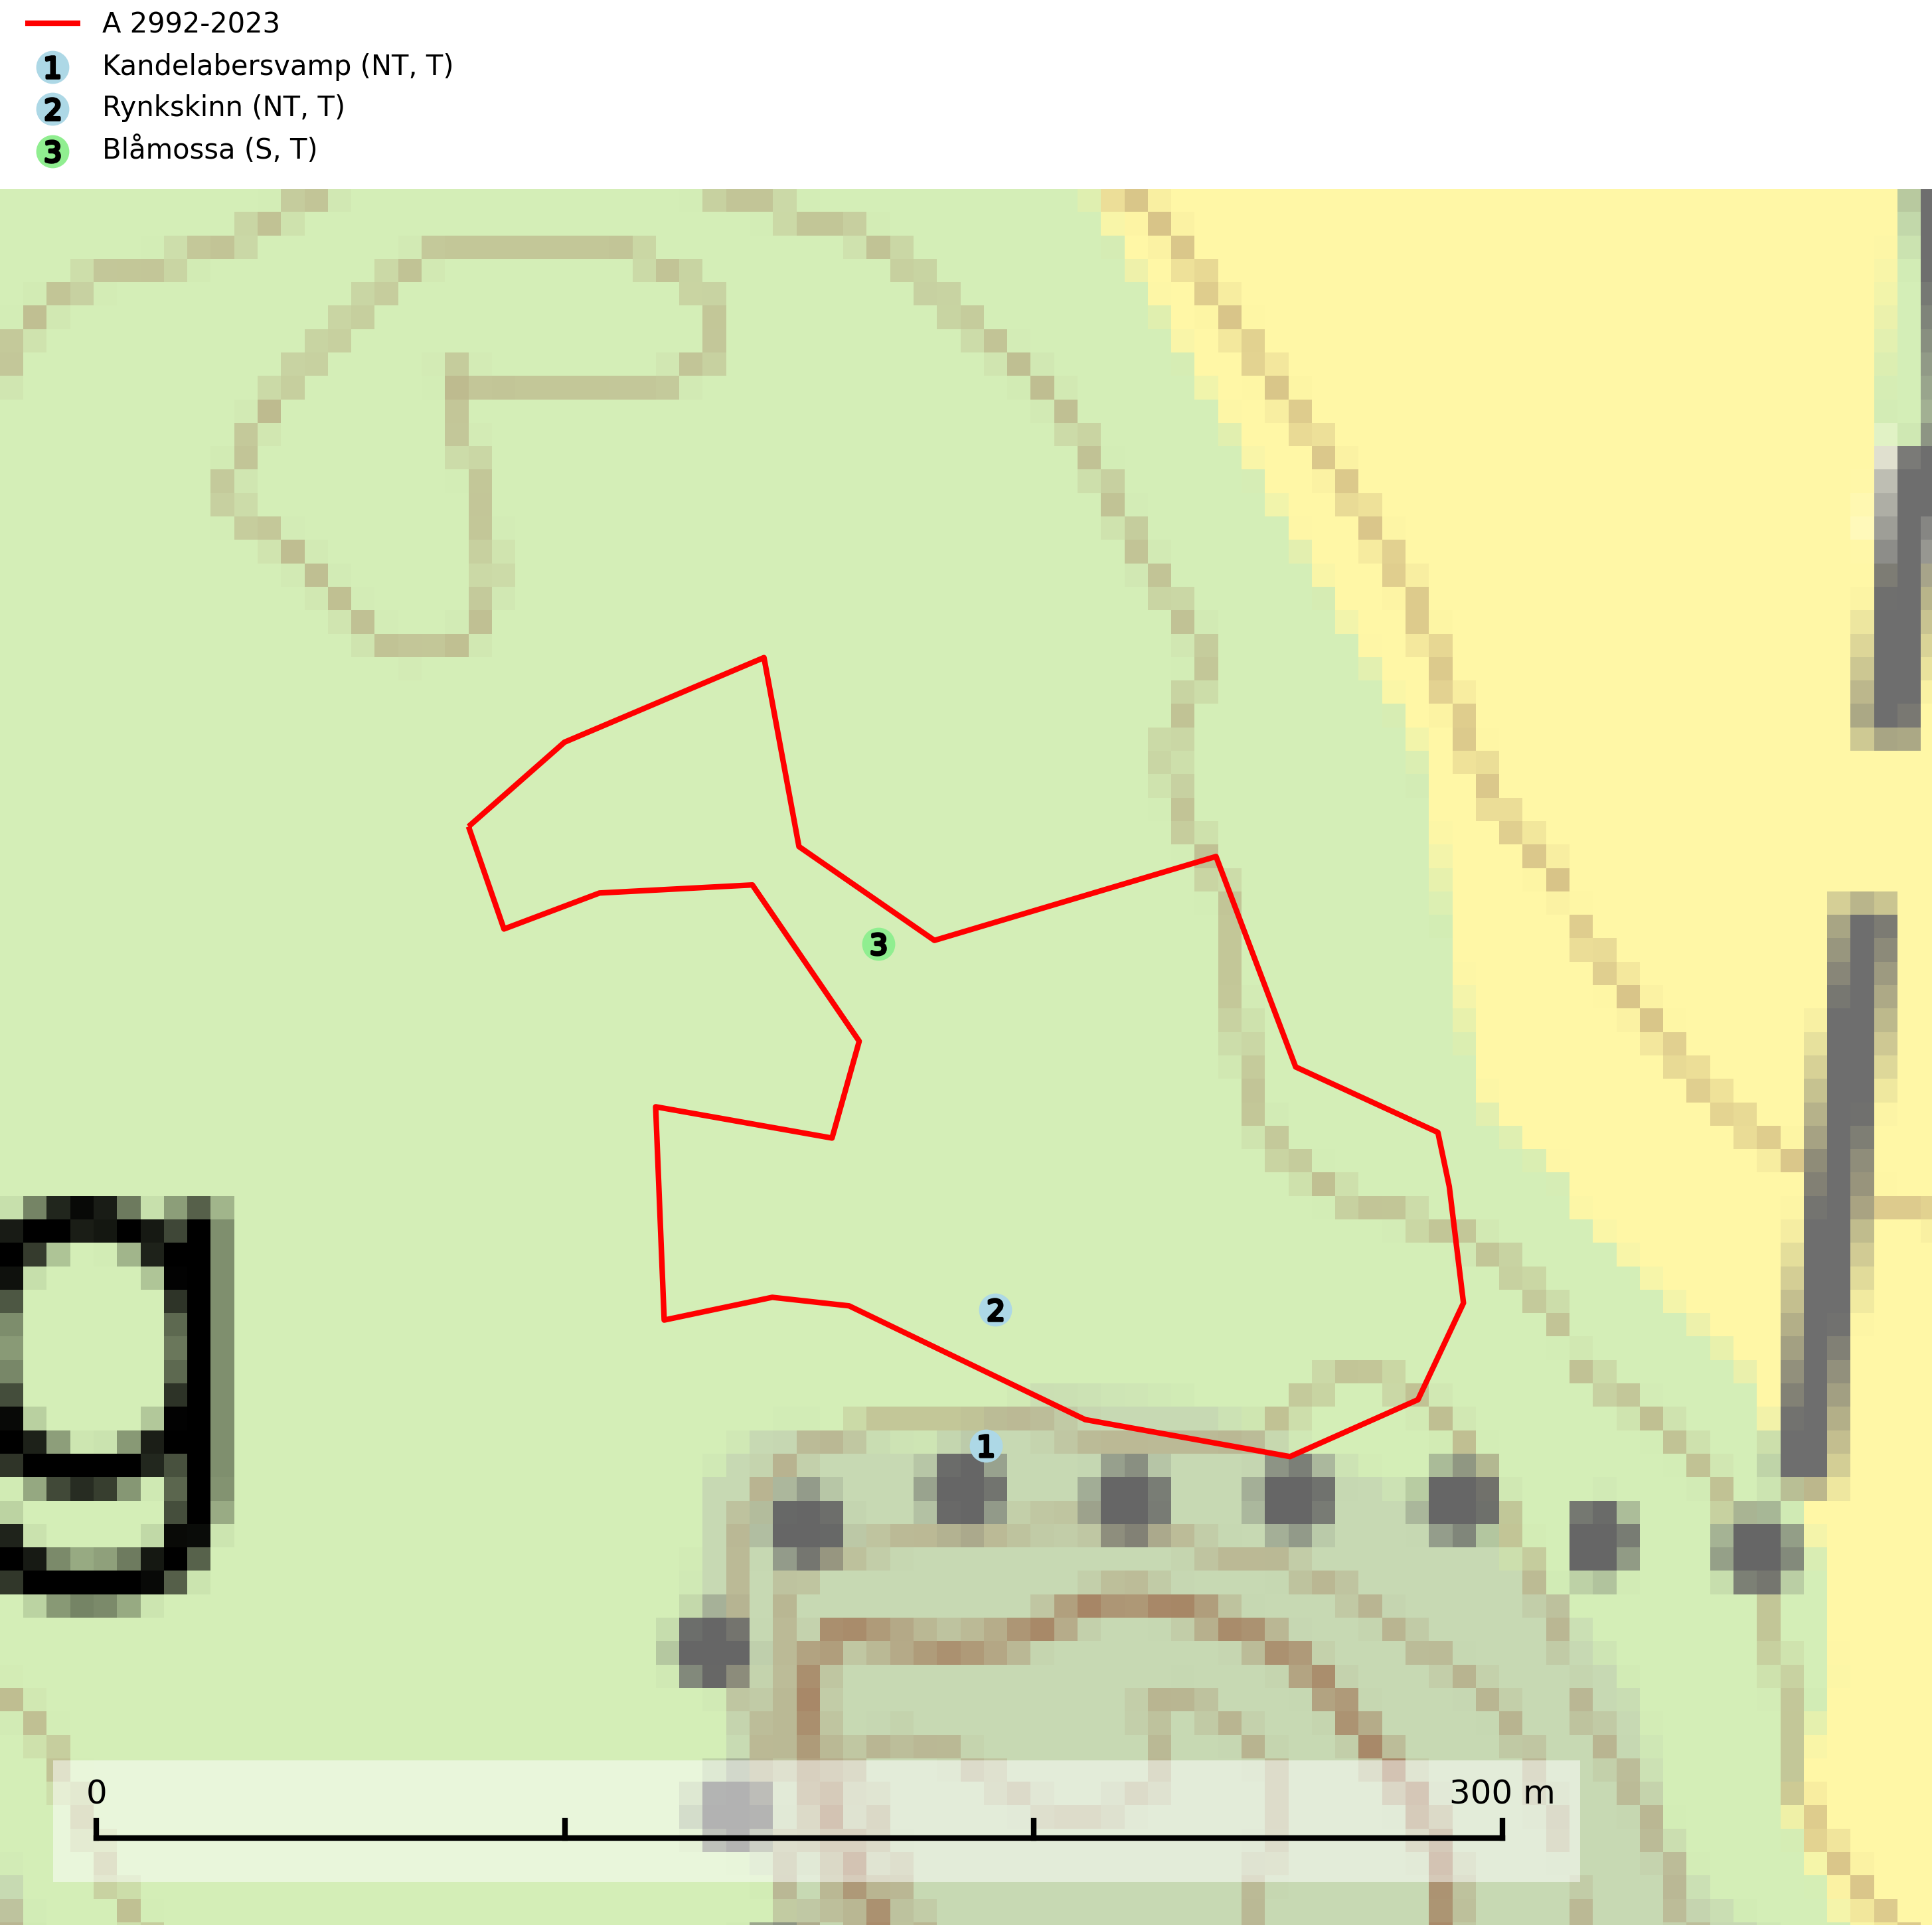 A 2992-2023
1 Kandelabersvamp (NT, T)
2 Rynkskinn (NT, T)
3 Blåmossa (S, T)
3
2
1
g
0 300 m